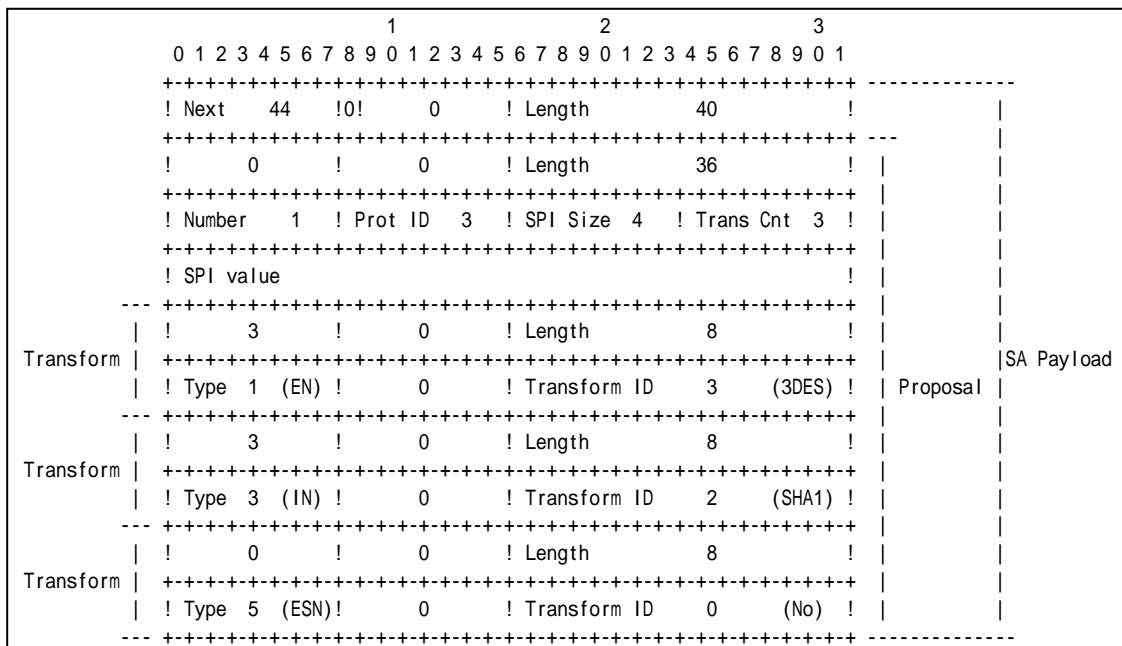 1                   2                   3
     0 1 2 3 4 5 6 7 8 9 0 1 2 3 4 5 6 7 8 9 0 1 2 3 4 5 6 7 8 9 0 1
    +-+-+-+-+-+-+-+-+-+-+-+-+-+-+-+-+-+-+-+-+-+-+-+-+-+-+-+-+-+-+-+-+ --------------
    ! Next    44    !0!      0      ! Length          40            !              |
    +-+-+-+-+-+-+-+-+-+-+-+-+-+-+-+-+-+-+-+-+-+-+-+-+-+-+-+-+-+-+-+-+ ---          |
    !       0       !       0       ! Length          36            !  |           |
    +-+-+-+-+-+-+-+-+-+-+-+-+-+-+-+-+-+-+-+-+-+-+-+-+-+-+-+-+-+-+-+-+  |           |
    ! Number     1  ! Prot ID    3  ! SPI Size  4   ! Trans Cnt  3  !  |           |
    +-+-+-+-+-+-+-+-+-+-+-+-+-+-+-+-+-+-+-+-+-+-+-+-+-+-+-+-+-+-+-+-+  |           |
    ! SPI value                                                     !  |           |
--- +-+-+-+-+-+-+-+-+-+-+-+-+-+-+-+-+-+-+-+-+-+-+-+-+-+-+-+-+-+-+-+-+  |           |
| !       3       !       0       ! Length           8            !  |           |
Transform | +-+-+-+-+-+-+-+-+-+-+-+-+-+-+-+-+-+-+-+-+-+-+-+-+-+-+-+-+-+-+-+-+  |           |SA Payload
| ! Type  1  (EN) !       0       ! Transform ID     3     (3DES) !  | Proposal  |
--- +-+-+-+-+-+-+-+-+-+-+-+-+-+-+-+-+-+-+-+-+-+-+-+-+-+-+-+-+-+-+-+-+  |           |
| !       3       !       0       ! Length           8            !  |           |
Transform | +-+-+-+-+-+-+-+-+-+-+-+-+-+-+-+-+-+-+-+-+-+-+-+-+-+-+-+-+-+-+-+-+  |           |
| ! Type  3  (IN) !       0       ! Transform ID     2     (SHA1) !  |           |
--- +-+-+-+-+-+-+-+-+-+-+-+-+-+-+-+-+-+-+-+-+-+-+-+-+-+-+-+-+-+-+-+-+  |           |
| !       0       !       0       ! Length           8            !  |           |
Transform | +-+-+-+-+-+-+-+-+-+-+-+-+-+-+-+-+-+-+-+-+-+-+-+-+-+-+-+-+-+-+-+-+  |           |
| ! Type  5  (ESN)!       0       ! Transform ID     0      (No)  !  |           |
--- +-+-+-+-+-+-+-+-+-+-+-+-+-+-+-+-+-+-+-+-+-+-+-+-+-+-+-+-+-+-+-+-+ --------------